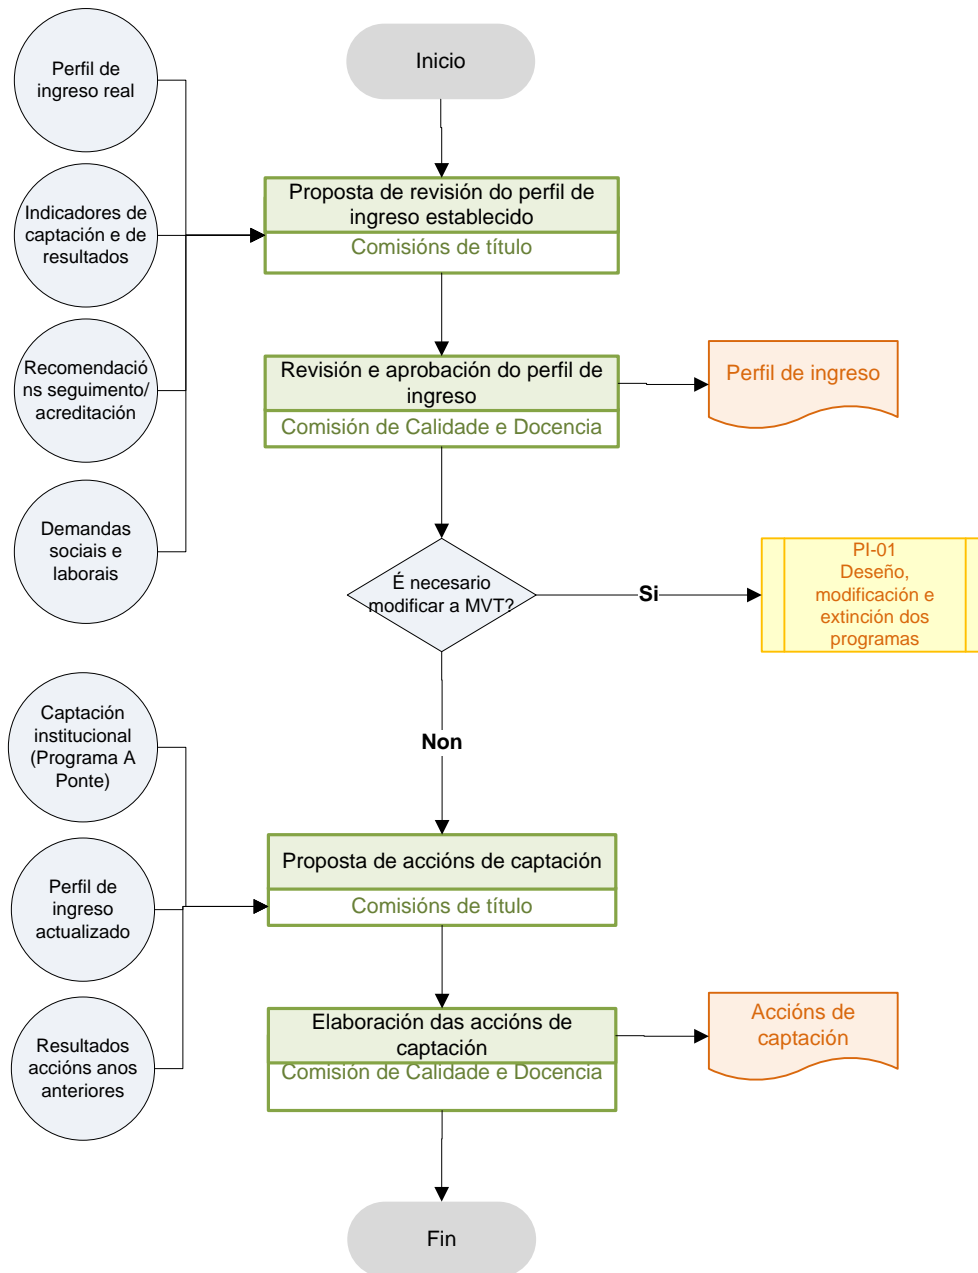 Inicio
Perfil de
ingreso real
Proposta de revisión do perfil de
ingreso establecido
Comisións de título
Indicadores de
captación e de
resultados
Recomendació
ns seguimento/
acreditación
Revisión e aprobación do perfil de
ingreso
Comisión de Calidade e Docencia
Perfil de ingreso
Demandas
sociais e
laborais
É necesario
modificar a MVT?
Si
PI-01
Deseño,
modificación e
extinción dos
programas
Non
Captación
institucional
(Programa A
Ponte)
Proposta de accións de captación
Comisións de título
Perfil de
ingreso
actualizado
Elaboración das accións de
captación
Comisión de Calidade e Docencia
Accións de
captación
Resultados
accións anos
anteriores
Fin